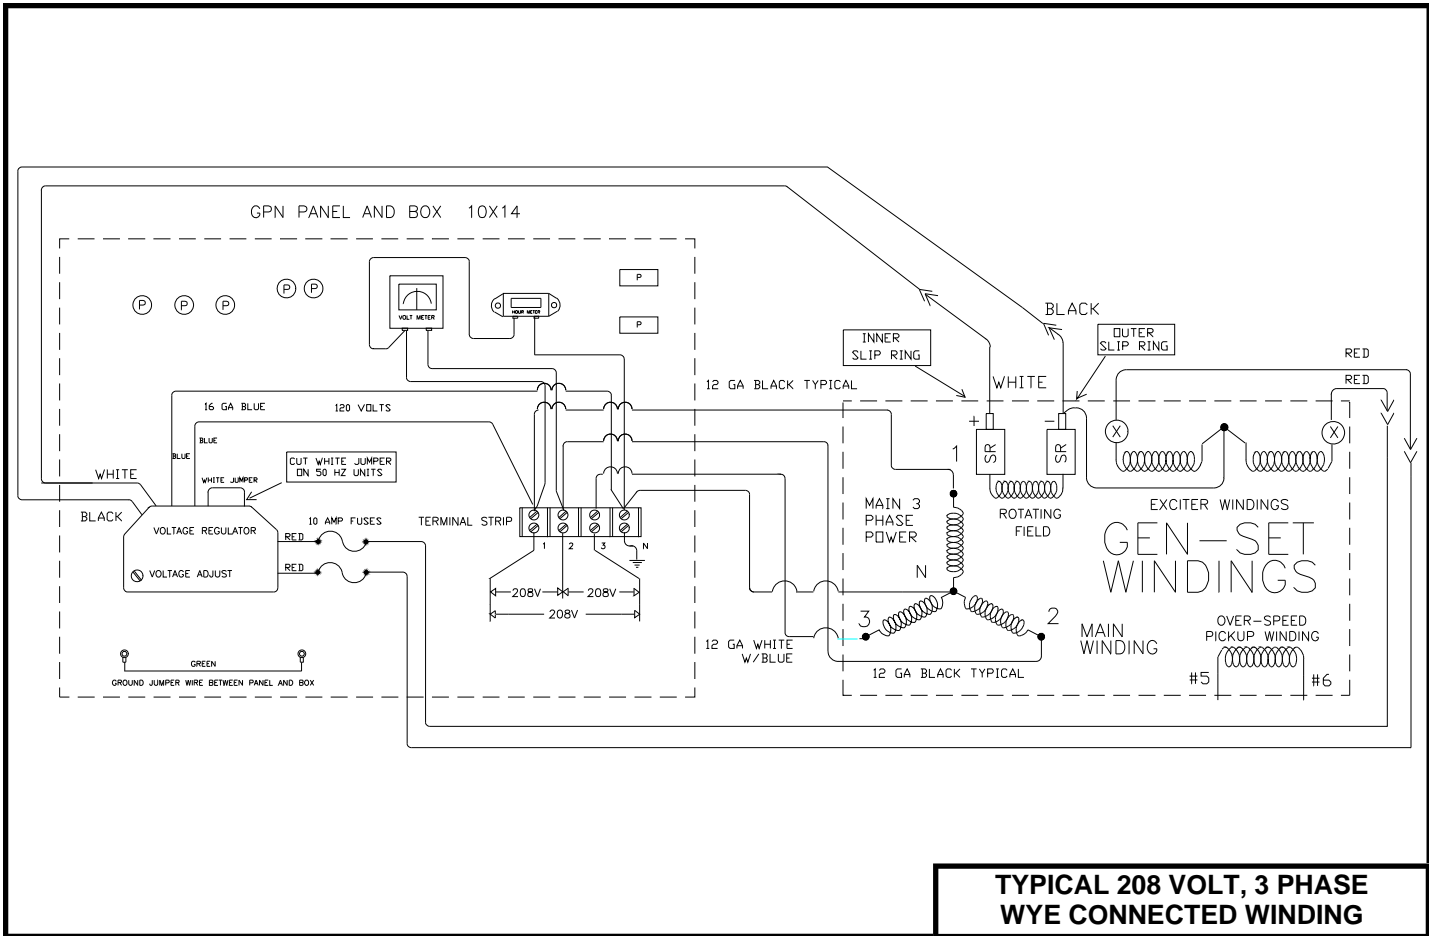 GPN PANEL AND BOX 10X14
P
P
P
P
P
P
P
VOLT METER
HOUR METER
BLACK
INNER
SLIP RING
OUTER
SLIP RING
WHITE
RED
RED
12 GA BLACK TYPICAL
16 GA BLUE
120 VOLTS
BLUE
BLUE
CUT WHITE JUMPER
ON 50 HZ UNITS
WHITE
WHITE JUMPER
BLACK
VOLTAGE REGULATOR
VOLTAGE ADJUST
10 AMP FUSES
RED
RED
TERMINAL STRIP
1
2
3
N
208V
208V
208V
GREEN
GROUND JUMPER WIRE BETWEEN PANEL AND BOX
+
-
SR
SR
X
X
1
MAIN 3
PHASE
POWER
ROTATING
FIELD
EXCITER WINDINGS
GEN-SET
WINDINGS
N
3
2
MAIN
WINDING
12 GA WHITE
W/BLUE
12 GA BLACK TYPICAL
OVER-SPEED
PICKUP WINDING
#5
#6
TYPICAL 208 VOLT, 3 PHASE
WYE CONNECTED WINDING